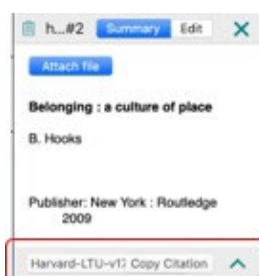 h...#2 Summary Edit
Attach file
Belonging : a culture of place
B. Hooks
Publisher: New York : Routledge
2009
Harvard-LTU-v1: Copy Citation